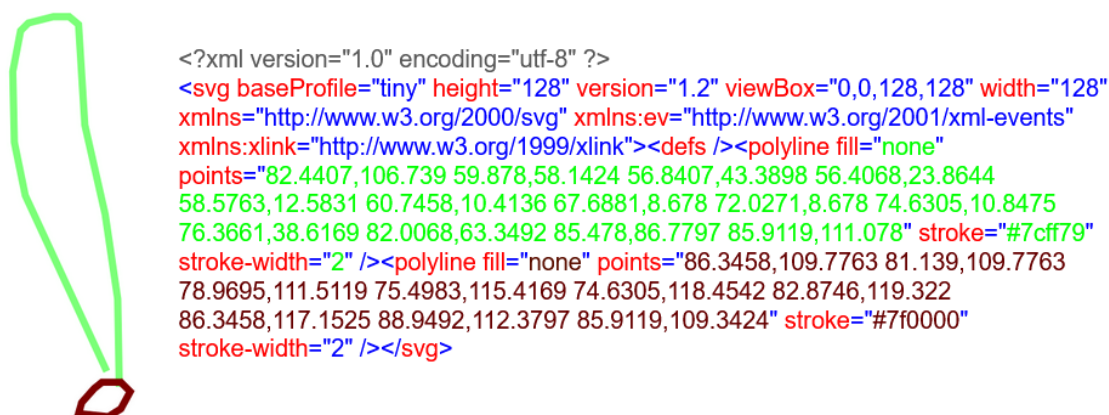 <?xml version="1.0" encoding="utf-8" ?>
<svg baseProfile="tiny" height="128" version="1.2" viewBox="0,0,128,128" width="128"
xmlns="http://www.w3.org/2000/svg" xmlns:ev="http://www.w3.org/2001/xml-events"
xmlns:xlink="http://www.w3.org/1999/xlink"><defs /><polyline fill="none"
points="82.4407,106.739 59.878,58.1424 56.8407,43.3898 56.4068,23.8644
58.5763,12.5831 60.7458,10.4136 67.6881,8.678 72.0271,8.678 74.6305,10.8475
76.3661,38.6169 82.0068,63.3492 85.478,86.7797 85.9119,111.078" stroke="#7cff79"
stroke-width="2" /><polyline fill="none" points="86.3458,109.7763 81.139,109.7763
78.9695,111.5119 75.4983,115.4169 74.6305,118.4542 82.8746,119.322
86.3458,117.1525 88.9492,112.3797 85.9119,109.3424" stroke="#7f0000"
stroke-width="2" /></svg>